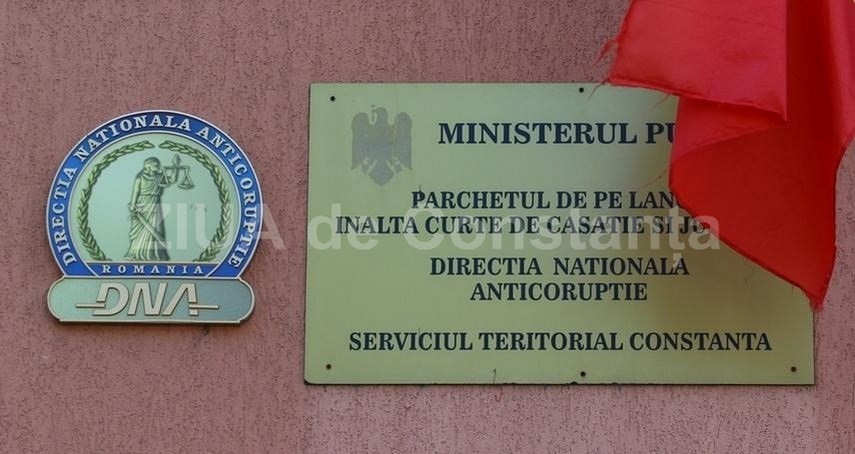 DIRECTIA NATIONALA ANTICORUPTIE
ROMANIA
DNA
MINISTERUL PU
PARCHETUL DE PE LANG
INALTA CURTE DE CASATIE SI JU
DIRECTIA NATIONALA
ANTICORUPTIE
SERVICIUL TERITORIAL CONSTANTA
ZIUA de Constanța